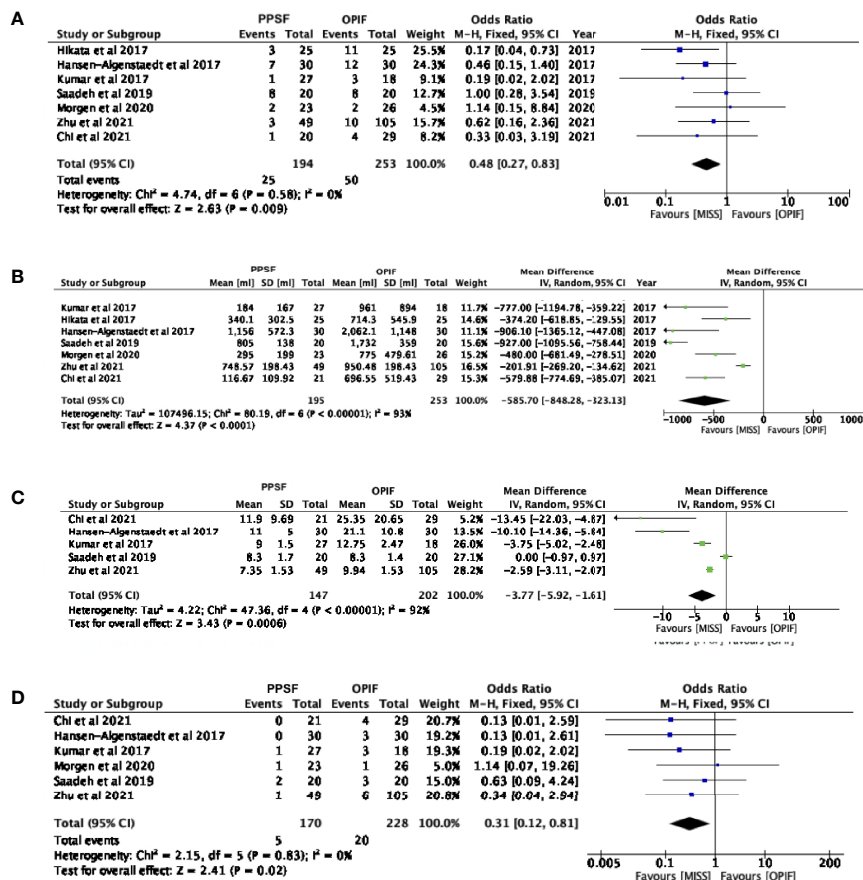 A
PPSF OPIF Odds Ratio Odds Ratio
Study or Subgroup Events Total Events Total Weight M-H, Fixed, 95% CI Year M-H, Fixed, 95% CI
Hikata et al 2017 3 25 11 25 25.5% 0.17 [0.04, 0.73] 2017
Hansen-Algenstaedt et al 2017 7 30 12 30 24.3% 0.46 [0.15, 1.40] 2017
Kumar et al 2017 1 27 3 18 9.1% 0.19 [0.02, 2.02] 2017
Saadeh et al 2019 8 20 8 20 12.7% 1.00 [0.28, 3.54] 2019
Morgen et al 2020 2 23 2 26 4.5% 1.14 [0.15, 8.84] 2020
Zhu et al 2021 3 49 10 105 15.7% 0.62 [0.16, 2.36] 2021
Chi et al 2021 1 20 4 29 8.2% 0.33 [0.03, 3.19] 2021
Total (95% CI) 194 253 100.0% 0.48 [0.27, 0.83]
Total events 25 50
Heterogeneity: Chi² = 4.74, df = 6 (P = 0.58); I² = 0%
Test for overall effect: Z = 2.63 (P = 0.009)
0.01 0.1 1 10 100
Favours [MISS] Favours [OPIF]
B
PPSF OPIF Mean Difference Mean Difference
Study or Subgroup Mean [ml] SD [ml] Total Mean [ml] SD [ml] Total Weight IV, Random, 95% CI Year IV, Random, 95% CI
Kumar et al 2017 184 167 27 961 894 18 11.7% -777.00 [-1194.78, -359.22] 2017
Hikata et al 2017 340.1 302.5 25 714.3 545.9 25 14.6% -374.20 [-618.85, -129.55] 2017
Hansen-Algenstaedt et al 2017 1,156 572.3 30 2,062.1 1,148 30 10.9% -906.10 [-1365.12, -447.08] 2017
Saadeh et al 2019 805 138 20 1,732 359 20 15.6% -927.00 [-1095.56, -758.44] 2019
Morgen et al 2020 295 199 23 775 479.61 26 15.2% -480.00 [-681.49, -278.51] 2020
Zhu et al 2021 748.57 198.43 49 950.48 198.43 105 16.5% -201.91 [-269.20, -134.62] 2021
Chi et al 2021 116.67 109.92 21 696.55 519.43 29 15.3% -579.88 [-774.69, -385.07] 2021
Total (95% CI) 195 253 100.0% -585.70 [-848.28, -323.13]
Heterogeneity: Tau² = 107496.15; Chi² = 80.19, df = 6 (P < 0.00001); I² = 93%
Test for overall effect: Z = 4.37 (P < 0.0001)
-1000 -500 0 500 1000
Favours [MISS] Favours [OPIF]
C
PPSF OPIF Mean Difference Mean Difference
Study or Subgroup Mean SD Total Mean SD Total Weight IV, Random, 95% CI IV, Random, 95% CI
Chi et al 2021 11.9 9.69 21 25.35 20.65 29 5.2% -13.45 [-22.03, -4.87]
Hansen-Algenstaedt et al 2017 11 5 30 21.1 10.8 30 13.5% -10.10 [-14.36, -5.84]
Kumar et al 2017 9 1.5 27 12.75 2.47 18 26.0% -3.75 [-5.02, -2.48]
Saadeh et al 2019 8.3 1.7 20 8.3 1.4 20 27.1% 0.00 [-0.97, 0.97]
Zhu et al 2021 7.35 1.53 49 9.94 1.53 105 28.2% -2.59 [-3.11, -2.07]
Total (95% CI) 147 202 100.0% -3.77 [-5.92, -1.61]
Heterogeneity: Tau² = 4.22; Chi² = 47.36, df = 4 (P < 0.00001); I² = 92%
Test for overall effect: Z = 3.43 (P = 0.0006)
-10 -5 0 5 10
Favours [MISS] Favours [OPIF]
D
PPSF OPIF Odds Ratio Odds Ratio
Study or Subgroup Events Total Events Total Weight M-H, Fixed, 95% CI M-H, Fixed, 95% CI
Chi et al 2021 0 21 4 29 20.7% 0.13 [0.01, 2.59]
Hansen-Algenstaedt et al 2017 0 30 3 30 19.2% 0.13 [0.01, 2.61]
Kumar et al 2017 1 27 3 18 19.3% 0.19 [0.02, 2.02]
Morgen et al 2020 1 23 1 26 5.0% 1.14 [0.07, 19.26]
Saadeh et al 2019 2 20 3 20 15.0% 0.63 [0.09, 4.24]
Zhu et al 2021 1 49 6 105 20.8% 0.34 [0.04, 2.94]
Total (95% CI) 170 228 100.0% 0.31 [0.12, 0.81]
Total events 5 20
Heterogeneity: Chi² = 2.15, df = 5 (P = 0.83); I² = 0%
Test for overall effect: Z = 2.41 (P = 0.02)
0.005 0.1 1 10 200
Favours [MISS] Favours [OPIF]